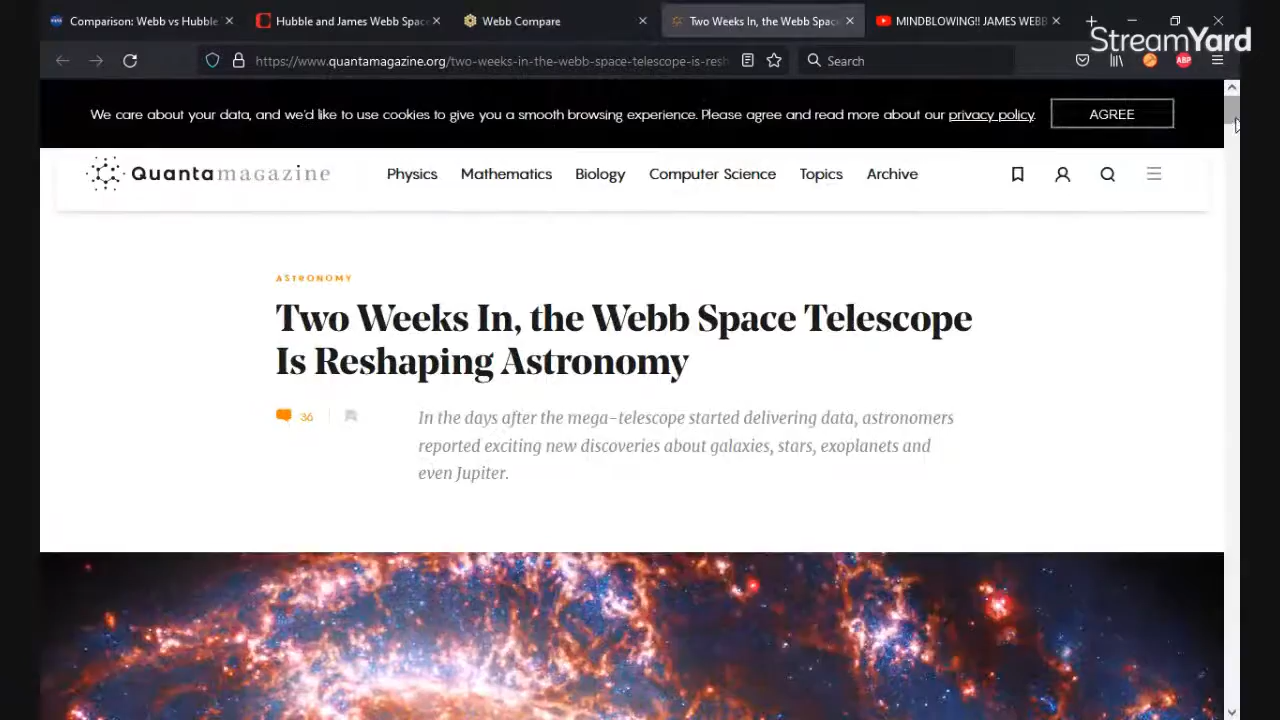 Comparison: Webb vs Hubble
Hubble and James Webb Space
Webb Compare
Two Weeks In, the Webb Spac
MINDBLOWING!! JAMES WEBB
StreamYard
https://www.quantamagazine.org/two-weeks-in-the-webb-space-telescope-is-resh
Search
ABP
We care about your data, and we'd like to use cookies to give you a smooth browsing experience. Please agree and read more about our privacy policy.
AGREE
Quantamagazine
Physics
Mathematics
Biology
Computer Science
Topics
Archive
ASTRONOMY
Two Weeks In, the Webb Space Telescope
Is Reshaping Astronomy
36
In the days after the mega-telescope started delivering data, astronomers
reported exciting new discoveries about galaxies, stars, exoplanets and
even Jupiter.